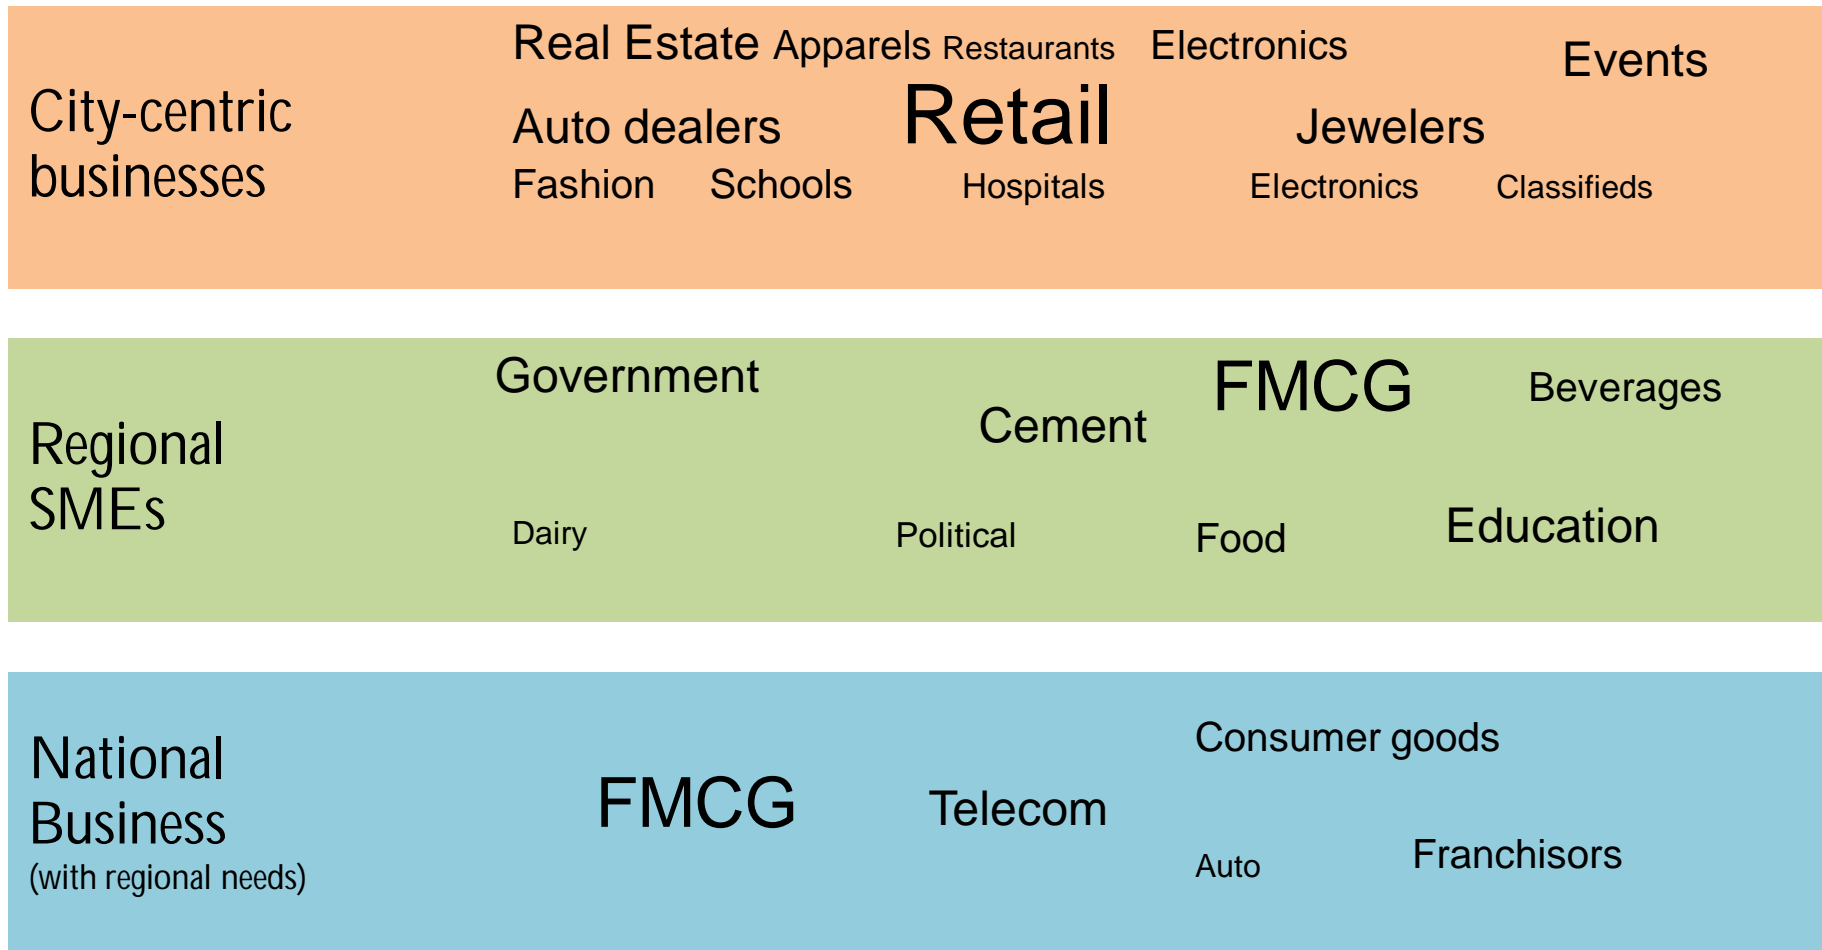 City-centric
businesses
Real Estate Apparels Restaurants Electronics Events
Auto dealers Retail Jewelers
Fashion Schools Hospitals Electronics Classifieds
Regional
SMEs
Government Cement FMCG Beverages
Dairy Political Food Education
National
Business
(with regional needs)
Consumer goods
FMCG Telecom
Auto Franchisors